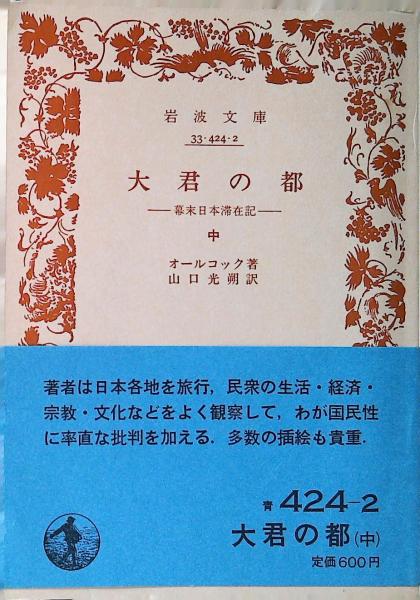 岩波文庫
33-424-2
大君の都
──幕末日本滞在記──
中
オールコック著
山口光朔訳
著者は日本各地を旅行，民衆の生活・経済・
宗教・文化などをよく観察して，わが国民性
に率直な批判を加える．多数の插絵も貴重．
青 424-2
大君の都(中)
定価600円